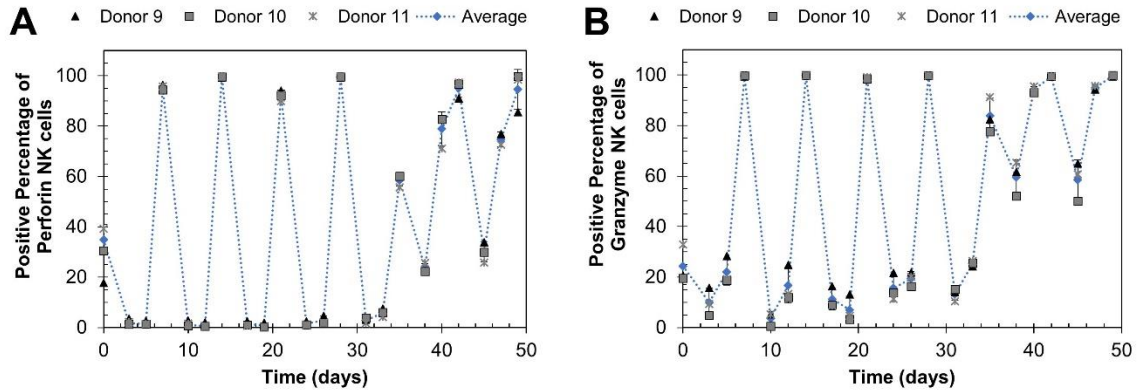 A
Donor 9 Donor 10 Donor 11 Average
Positive Percentage of
Perforin NK cells
100
80
60
40
20
0
0 10 20 30 40 50
Time (days)
B
Donor 9 Donor 10 Donor 11 Average
Positive Percentage of
Granzyme NK cells
100
80
60
40
20
0
0 10 20 30 40 50
Time (days)